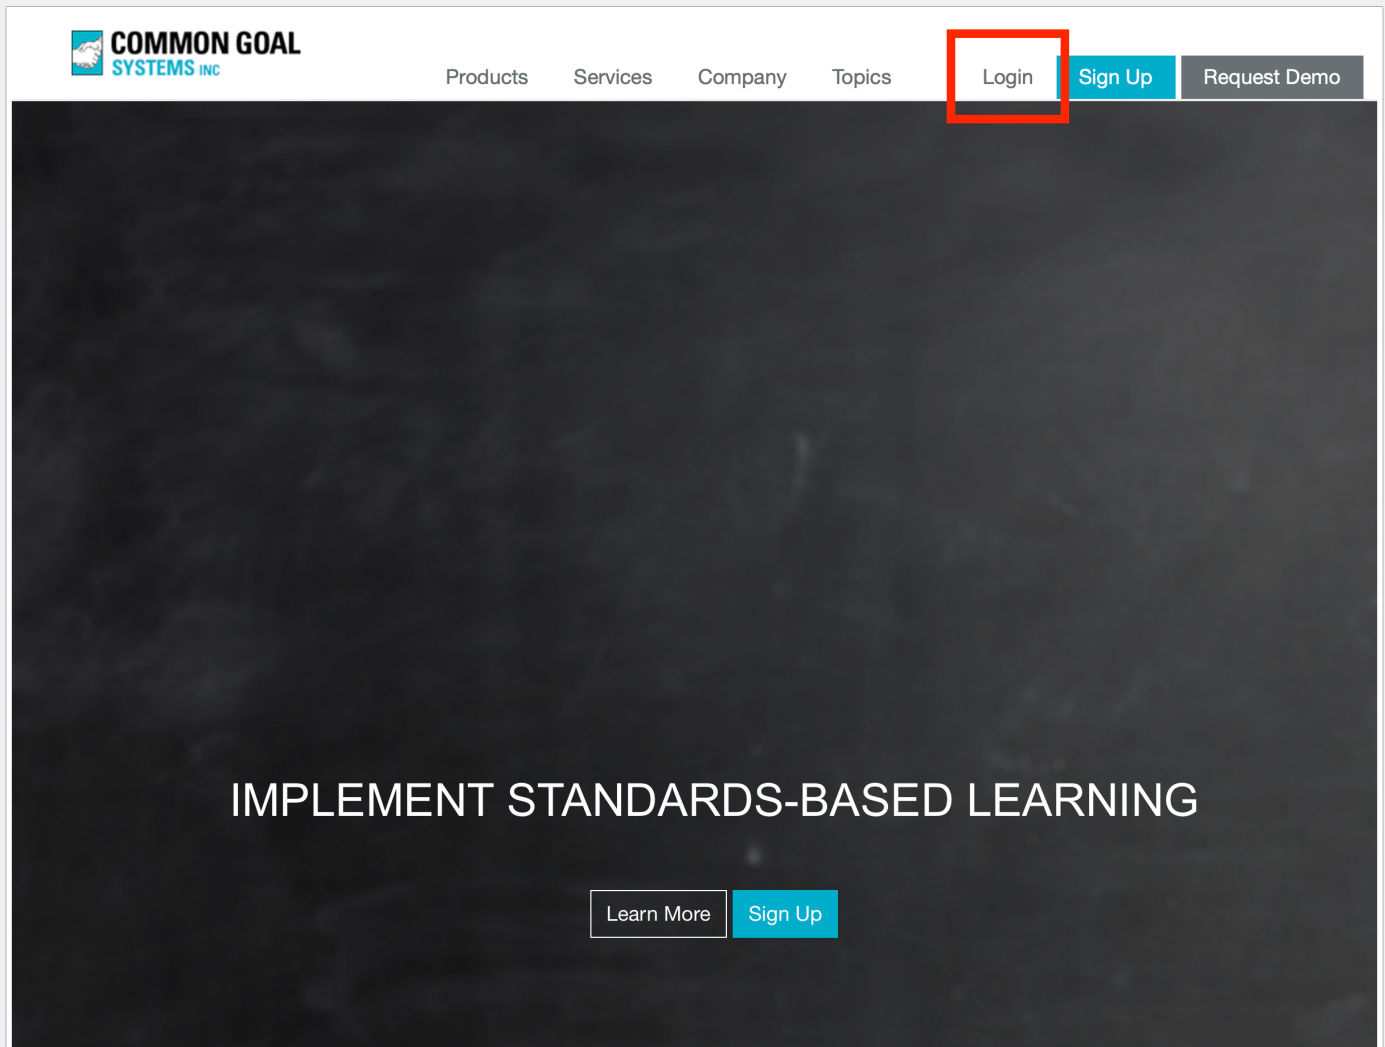 COMMON GOAL
SYSTEMS INC
Products Services Company Topics Login Sign Up Request Demo
IMPLEMENT STANDARDS-BASED LEARNING
Learn More Sign Up